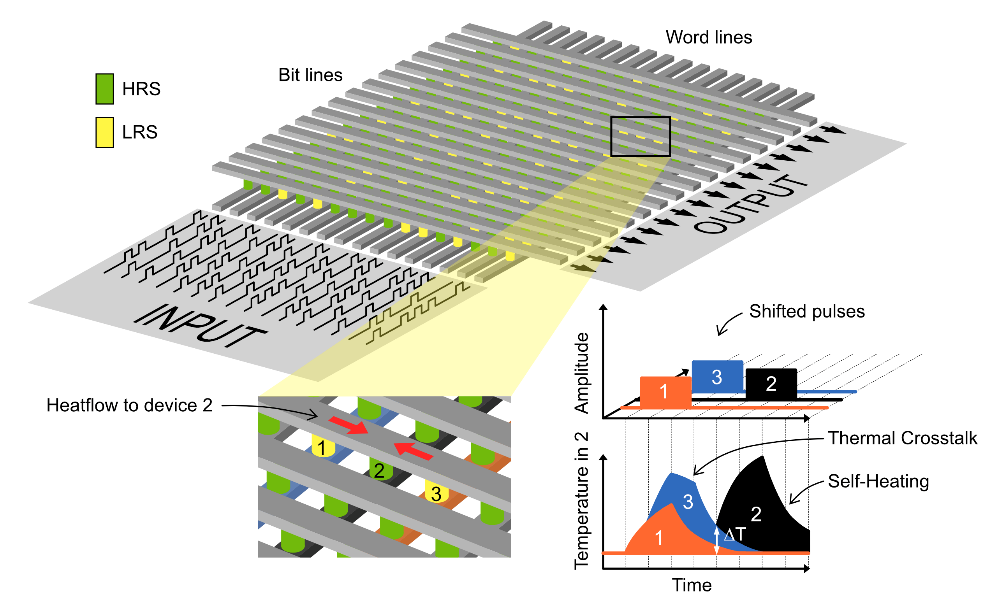 Word lines
Bit lines
HRS
LRS
OUTPUT
INPUT
Shifted pulses
Amplitude
3
2
1
Heatflow to device 2
1
2
3
Thermal Crosstalk
Self-Heating
Temperature in 2
3
2
1
ΔT
Time